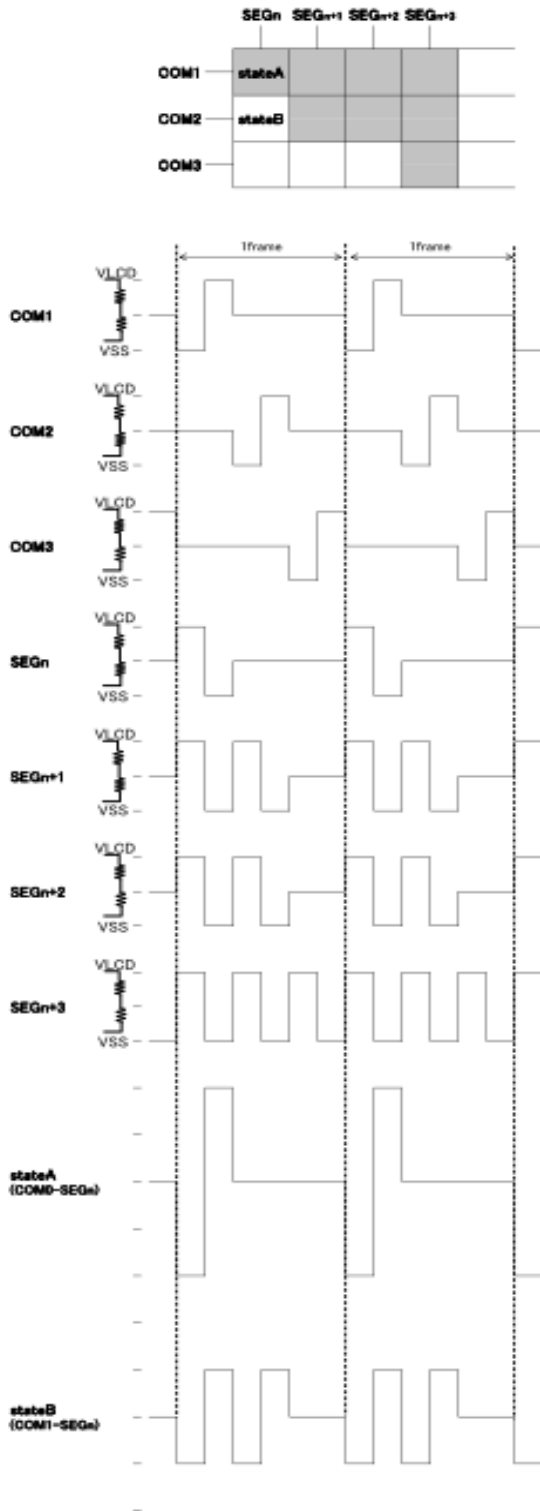 SEGn SEGn+1 SEGn+2 SEGn+3
COM1 stateA
COM2 stateB
COM3
1frame 1frame
VLCD
COM1
VSS
VLCD
COM2
VSS
VLCD
COM3
VSS
VLCD
SEGn
VSS
VLCD
SEGn+1
VSS
VLCD
SEGn+2
VSS
VLCD
SEGn+3
VSS
stateA
(COM0-SEGn)
stateB
(COM1-SEGn)